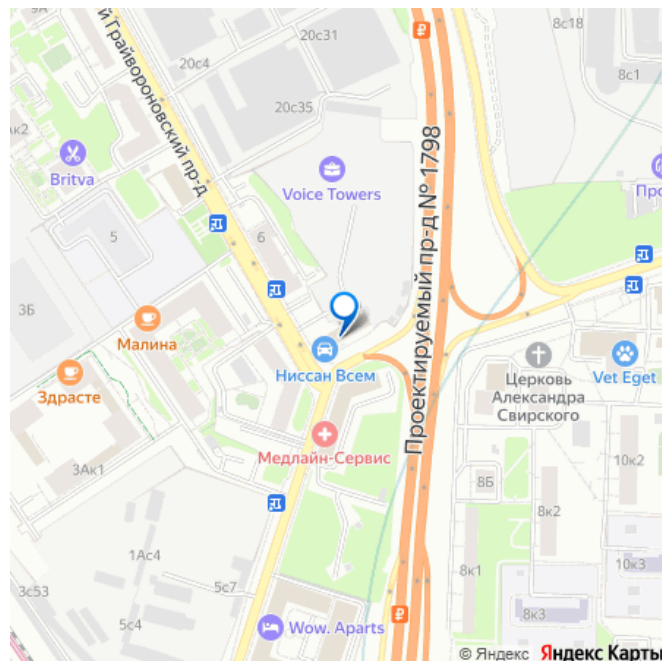 9А
20с4
20с31
8с18
8с1
й Грайвороновский пр-д
20с35
Britva
Voice Towers
Проектируемый пр-д № 1798
5
6
3Б
Малина
Здрасте
Ниссан Всем
Медлайн-Сервис
Церковь
Александра
Свирского
Vet Eget
10к2
3Ак1
8Б
8к2
1Ас4
5с7
3с53
5с4
8к1
10к3
8к3
Wow. Aparts
© Яндекс Яндекс Карты